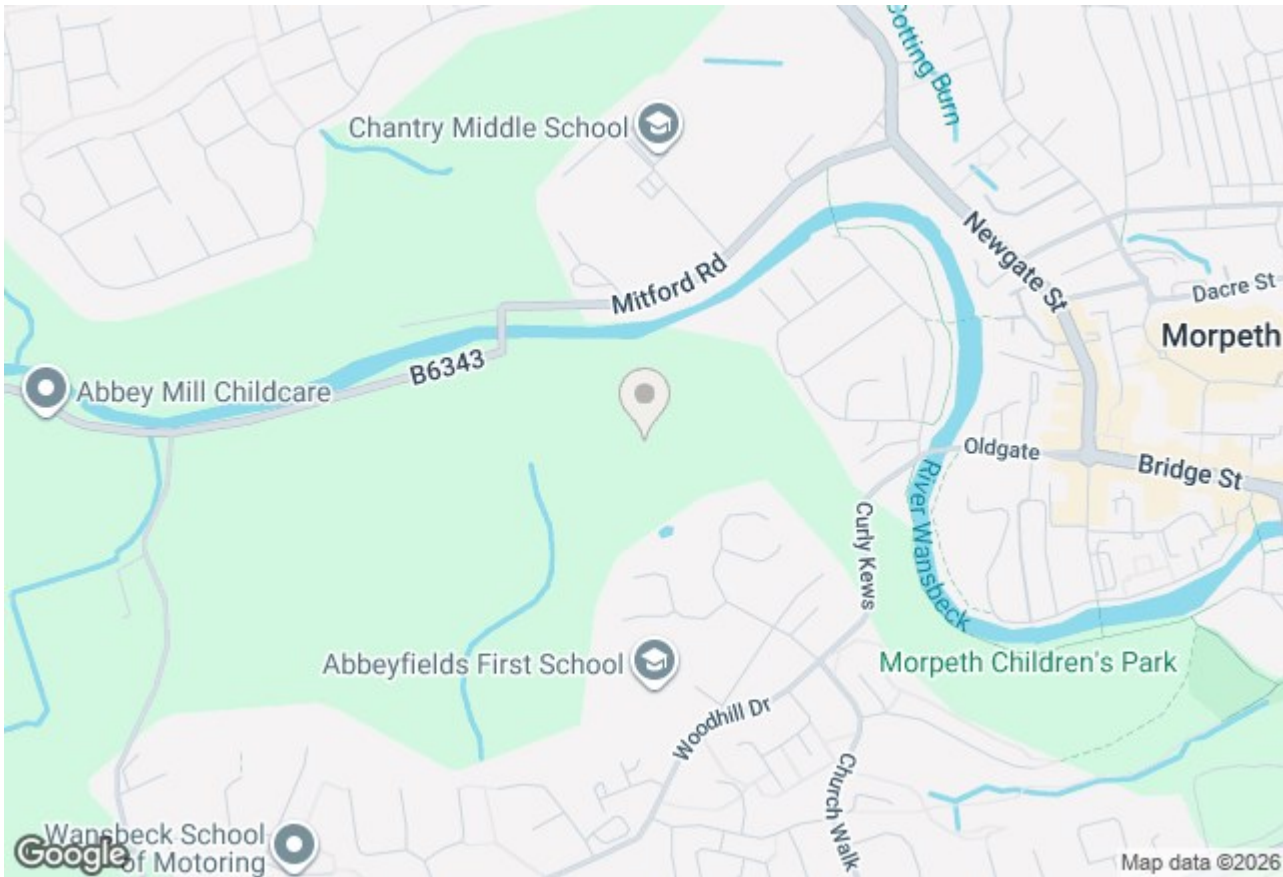 Cotting Burn
Chantry Middle School
Newgate St
Mitford Rd
Dacre St
Morpeth
B6343
Abbey Mill Childcare
Oldgate
Bridge St
River Wansbeck
Curly Kews
Abbeyfields First School
Morpeth Children's Park
Woodhill Dr
Church Walk
Wansbeck School
of Motoring
Google
Map data ©2026